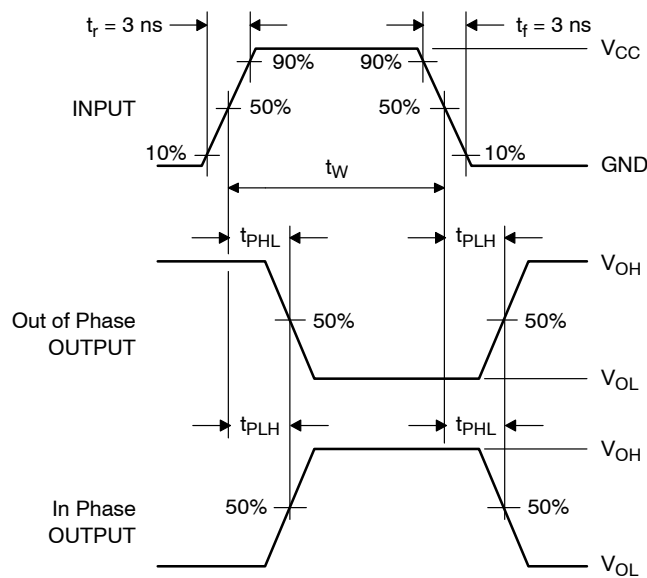 tr = 3 ns
tf = 3 ns
VCC
90%
90%
INPUT
50%
50%
10%
10%
GND
tW
tPHL
tPLH
VOH
Out of Phase
OUTPUT
50%
50%
VOL
tPLH
tPHL
VOH
In Phase
OUTPUT
50%
50%
VOL